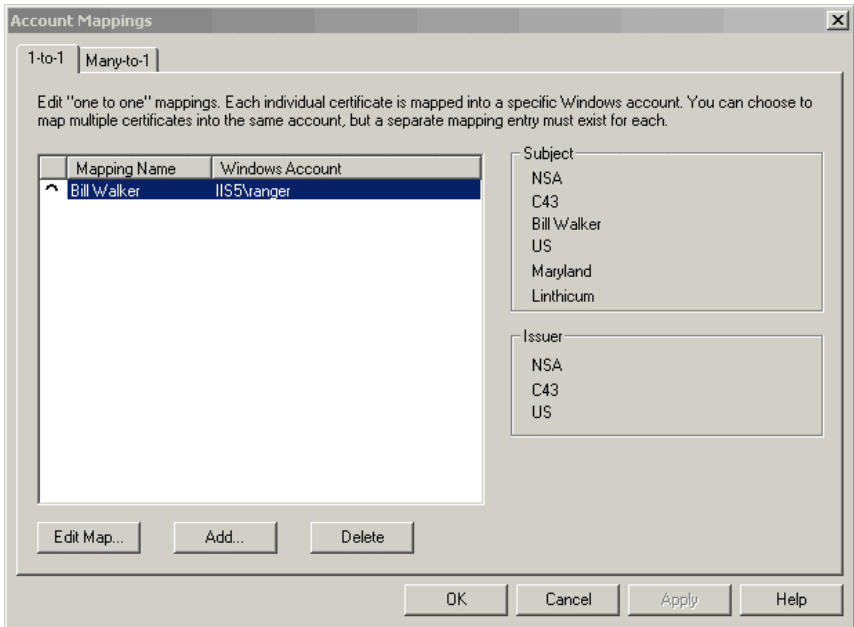 Account Mappings
1-to-1 Many-to-1
Edit "one to one" mappings. Each individual certificate is mapped into a specific Windows account. You can choose to
map multiple certificates into the same account, but a separate mapping entry must exist for each.
Mapping Name Windows Account
Bill Walker IIS5\ranger
Subject
NSA
C43
Bill Walker
US
Maryland
Linthicum
Issuer
NSA
C43
US
Edit Map... Add... Delete
OK Cancel Apply Help